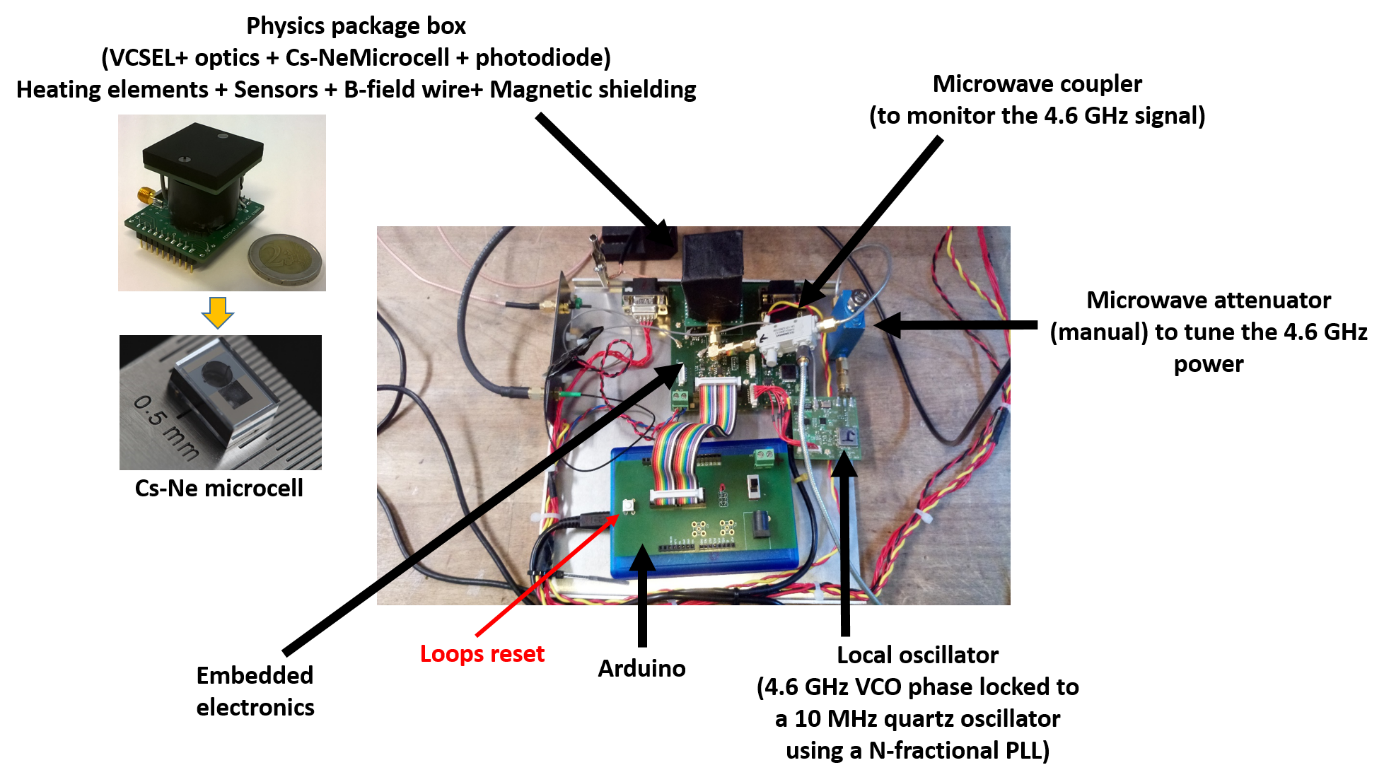 Physics package box
(VCSEL+ optics + Cs-NeMicrocell + photodiode)
Heating elements + Sensors + B-field wire+ Magnetic shielding
Microwave coupler
(to monitor the 4.6 GHz signal)
Microwave attenuator
(manual) to tune the 4.6 GHz
power
0.5 mm
Cs-Ne microcell
Loops reset
Arduino
Embedded
electronics
Local oscillator
(4.6 GHz VCO phase locked to
a 10 MHz quartz oscillator
using a N-fractional PLL)